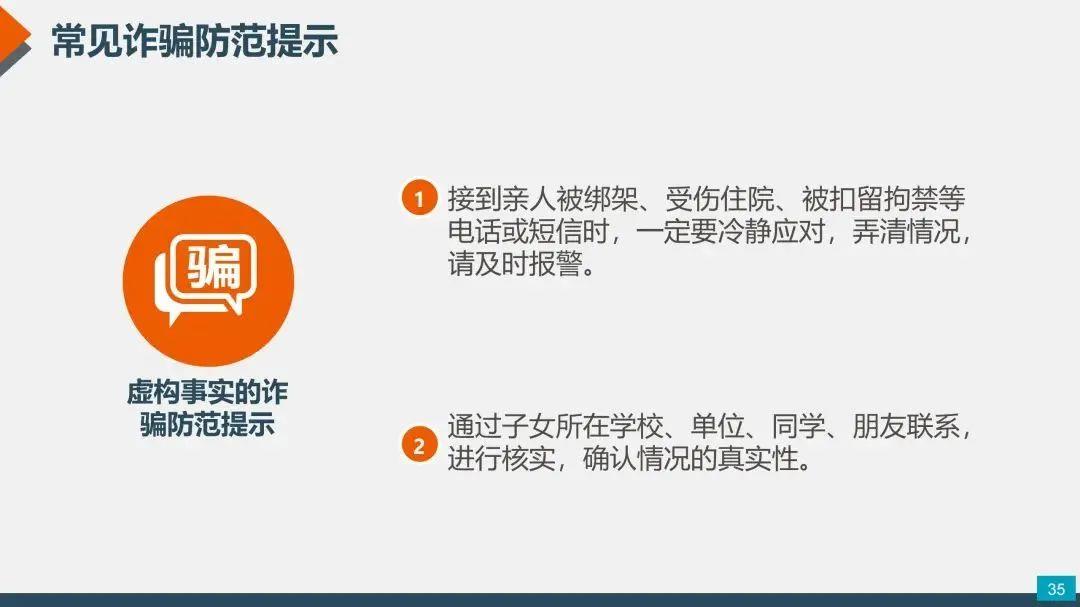 常见诈骗防范提示
骗
虚构事实的诈
骗防范提示
1
接到亲人被绑架、受伤住院、被扣留拘禁等
电话或短信时，一定要冷静应对，弄清情况，
请及时报警。
2
通过子女所在学校、单位、同学、朋友联系，
进行核实，确认情况的真实性。
35